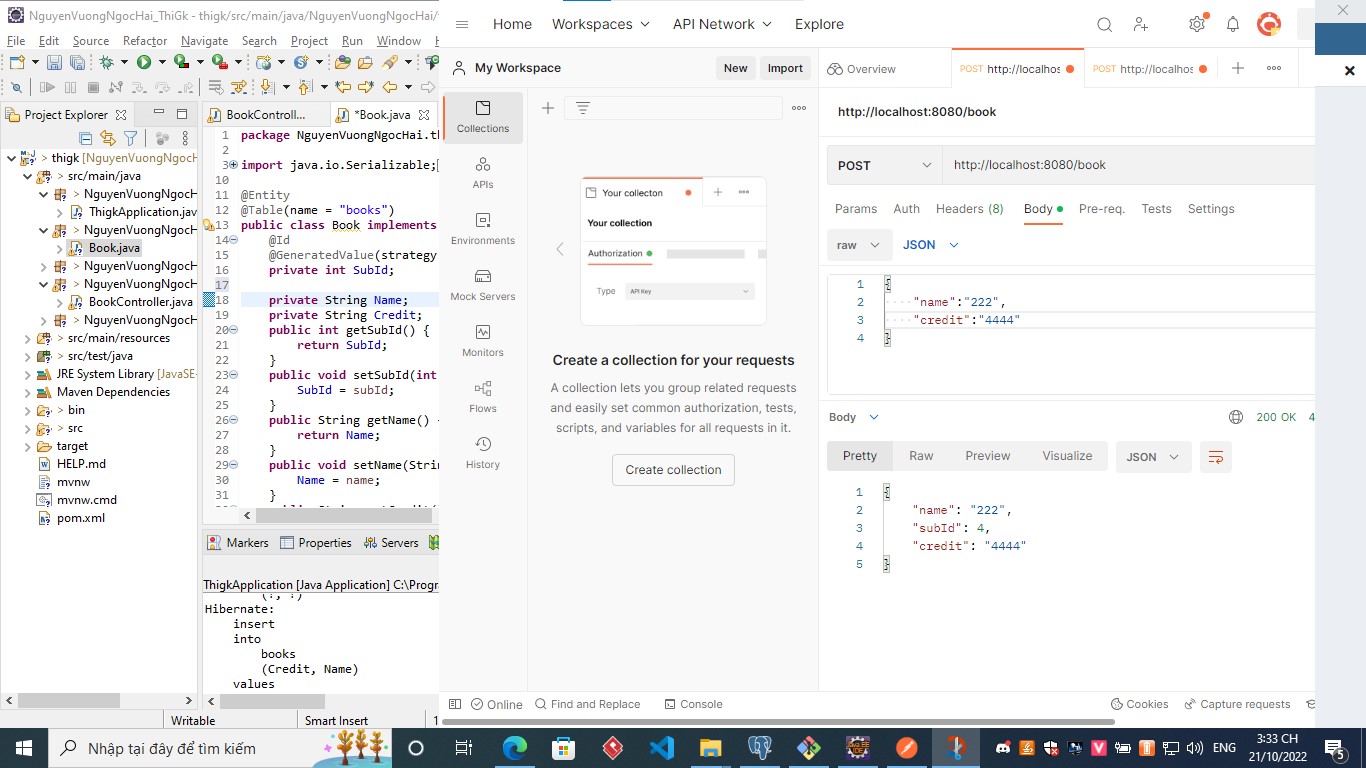 NguyenVuongNgocHai_ThiGk - thigk/src/main/java/NguyenVuongNgocHai/
File Edit Source Refactor Navigate Search Project Run Window
Project Explorer
> thigk [NguyenVuongNgocH
> src/main/java
> NguyenVuongNgocH
ThigkApplication.jav
> NguyenVuongNgocH
Book.java
> NguyenVuongNgocH
> NguyenVuongNgocH
BookController.java
> NguyenVuongNgocH
> src/main/resources
> src/test/java
JRE System Library [JavaSE-
Maven Dependencies
> bin
> src
target
HELP.md
mvnw
mvnw.cmd
pom.xml
BookControll... *Book.java
1 package NguyenVuongNgocHai.th
2
3 import java.io.Serializable;
10
11 @Entity
12 @Table(name = "books")
13 public class Book implements
14 @Id
15 @GeneratedValue(strategy
16 private int SubId;
17
18 private String Name;
19 private String Credit;
20 public int getSubId() {
21 return SubId;
22 }
23 public void setSubId(int
24 SubId = subId;
25 }
26 public String getName() {
27 return Name;
28 }
29 public void setName(Strin
30 Name = name;
31 }
Markers Properties Servers
ThigkApplication [Java Application] C:\Progr
(?, ?)
Hibernate:
insert
into
books
(Credit, Name)
values
Writable Smart Insert 1
Home Workspaces API Network Explore
My Workspace New Import
Collections
APIs
Environments
Mock Servers
Monitors
Flows
History
Your collecton
Your collection
Authorization
Type API Key
Create a collection for your requests
A collection lets you group related requests
and easily set common authorization, tests,
scripts, and variables for all requests in it.
Create collection
Overview POST http://localhos POST http://localhos
http://localhost:8080/book
POST http://localhost:8080/book
Params Auth Headers (8) Body Pre-req. Tests Settings
raw JSON
1 {
2 "name":"222",
3 "credit":"4444"
4 }
Body 200 OK 4
Pretty Raw Preview Visualize JSON
1 {
2 "name": "222",
3 "subId": 4,
4 "credit": "4444"
5 }
Online Find and Replace Console Cookies Capture requests
Nhập tại đây để tìm kiếm
ENG
3:33 CH
21/10/2022
5